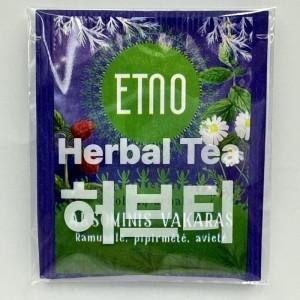 ETNO
Herbal Tea
허브티
VAKARAS
Ramunėlė, pipirmėtė, avietė